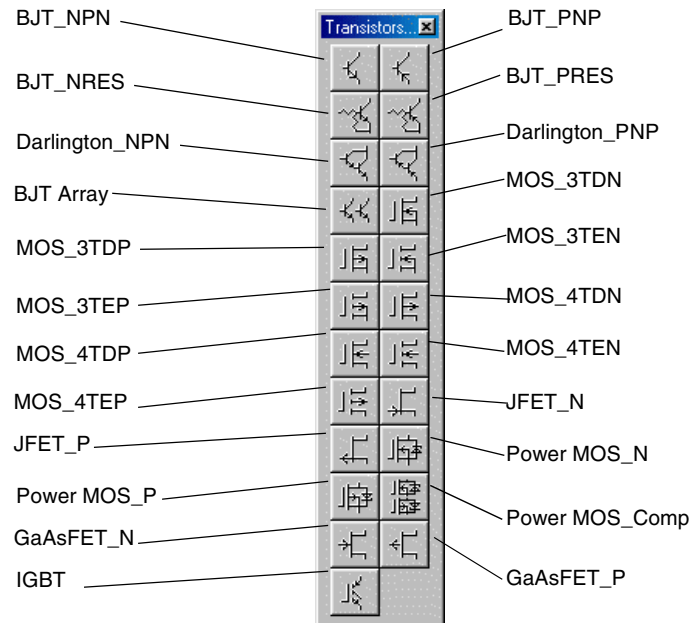 Transistors...
BJT_NPN
BJT_PNP
BJT_NRES
BJT_PRES
Darlington_NPN
Darlington_PNP
BJT Array
MOS_3TDN
MOS_3TDP
MOS_3TEN
MOS_3TEP
MOS_4TDN
MOS_4TDP
MOS_4TEN
MOS_4TEP
JFET_N
JFET_P
Power MOS_N
Power MOS_P
Power MOS_Comp
GaAsFET_N
GaAsFET_P
IGBT